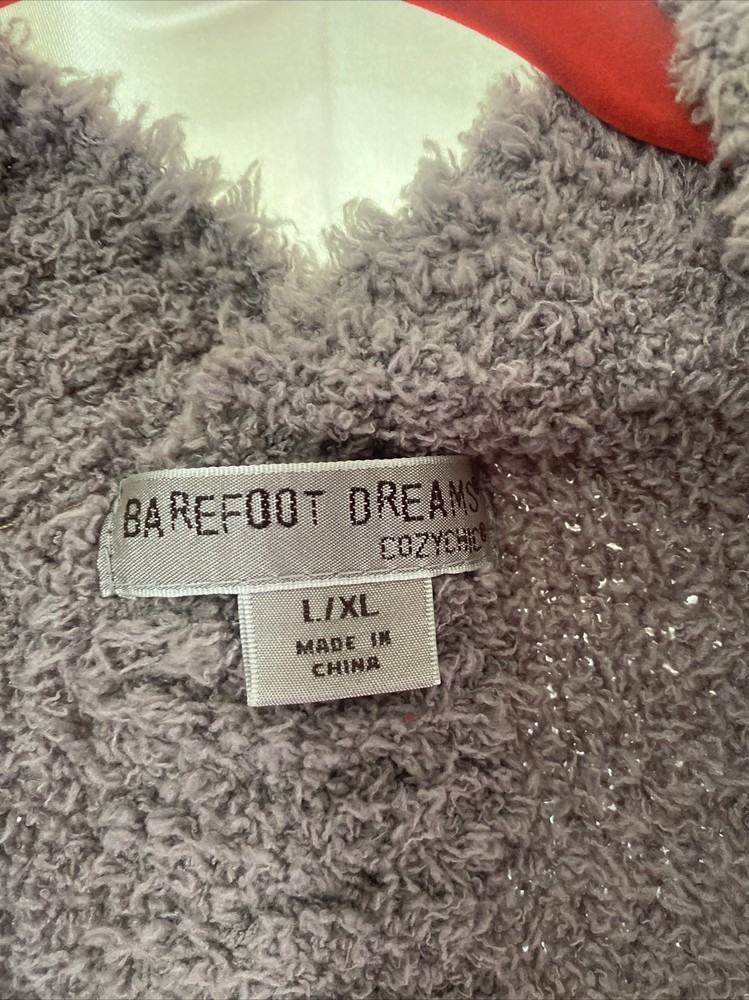 BAREFOOT DREAMS
COZYCHIC®
L/XL
MADE IN
CHINA